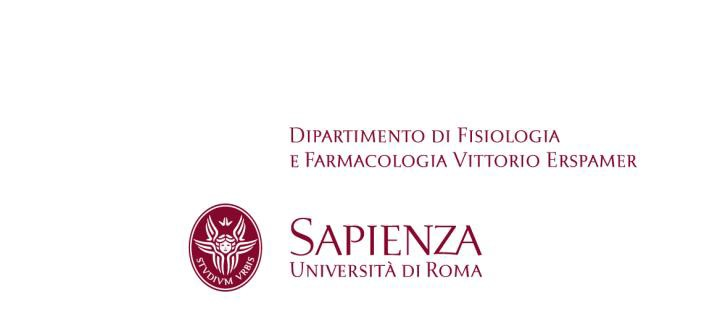 Dipartimento di Fisiologia
e Farmacologia Vittorio Erspamer
Sapienza
Università di Roma
STVDIVM VRBIS